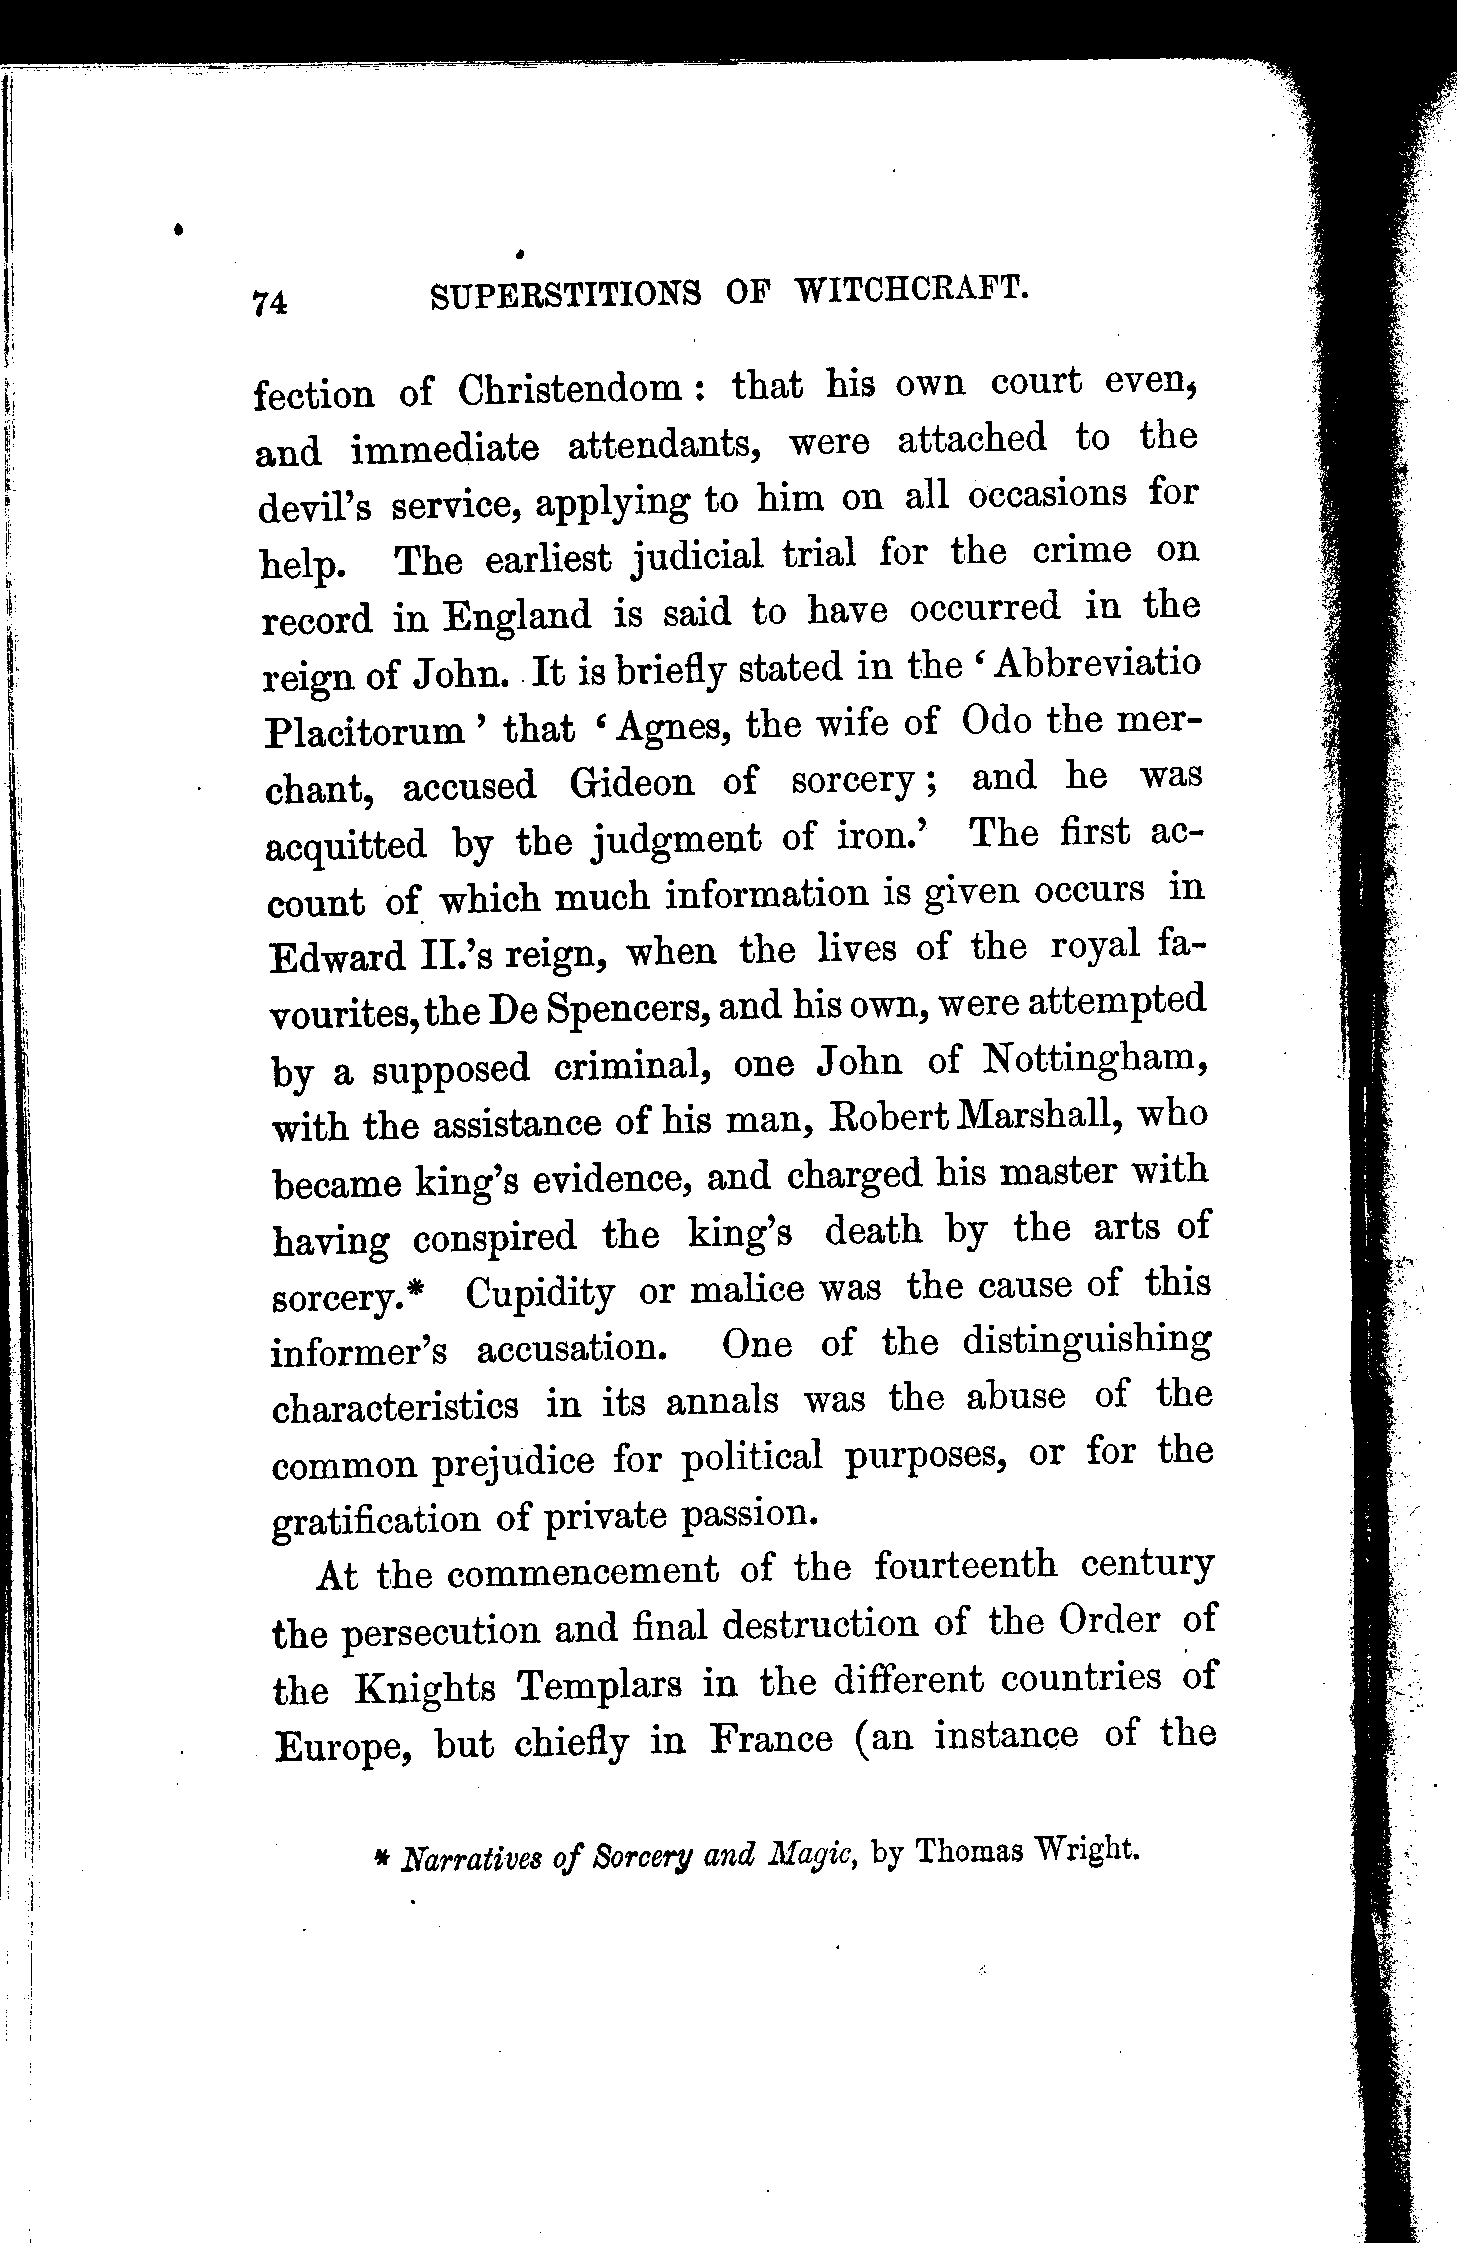 74 SUPERSTITIONS OF WITCHCRAFT.
fection of Christendom : that his own court even,
and immediate attendants, were attached to the
devil's service, applying to him on all occasions for
help. The earliest judicial trial for the crime on
record in England is said to have occurred in the
reign of John. It is briefly stated in the ‘ Abbreviatio
Placitorum ’ that ‘ Agnes, the wife of Odo the mer-
chant, accused Gideon of sorcery ; and he was
acquitted by the judgment of iron.’ The first ac-
count of which much information is given occurs in
Edward II.'s reign, when the lives of the royal fa-
vourites, the De Spencers, and his own, were attempted
by a supposed criminal, one John of Nottingham,
with the assistance of his man, Robert Marshall, who
became king's evidence, and charged his master with
having conspired the king's death by the arts of
sorcery.* Cupidity or malice was the cause of this
informer's accusation. One of the distinguishing
characteristics in its annals was the abuse of the
common prejudice for political purposes, or for the
gratification of private passion.
At the commencement of the fourteenth century
the persecution and final destruction of the Order of
the Knights Templars in the different countries of
Europe, but chiefly in France (an instance of the
* Narratives of Sorcery and Magic, by Thomas Wright.